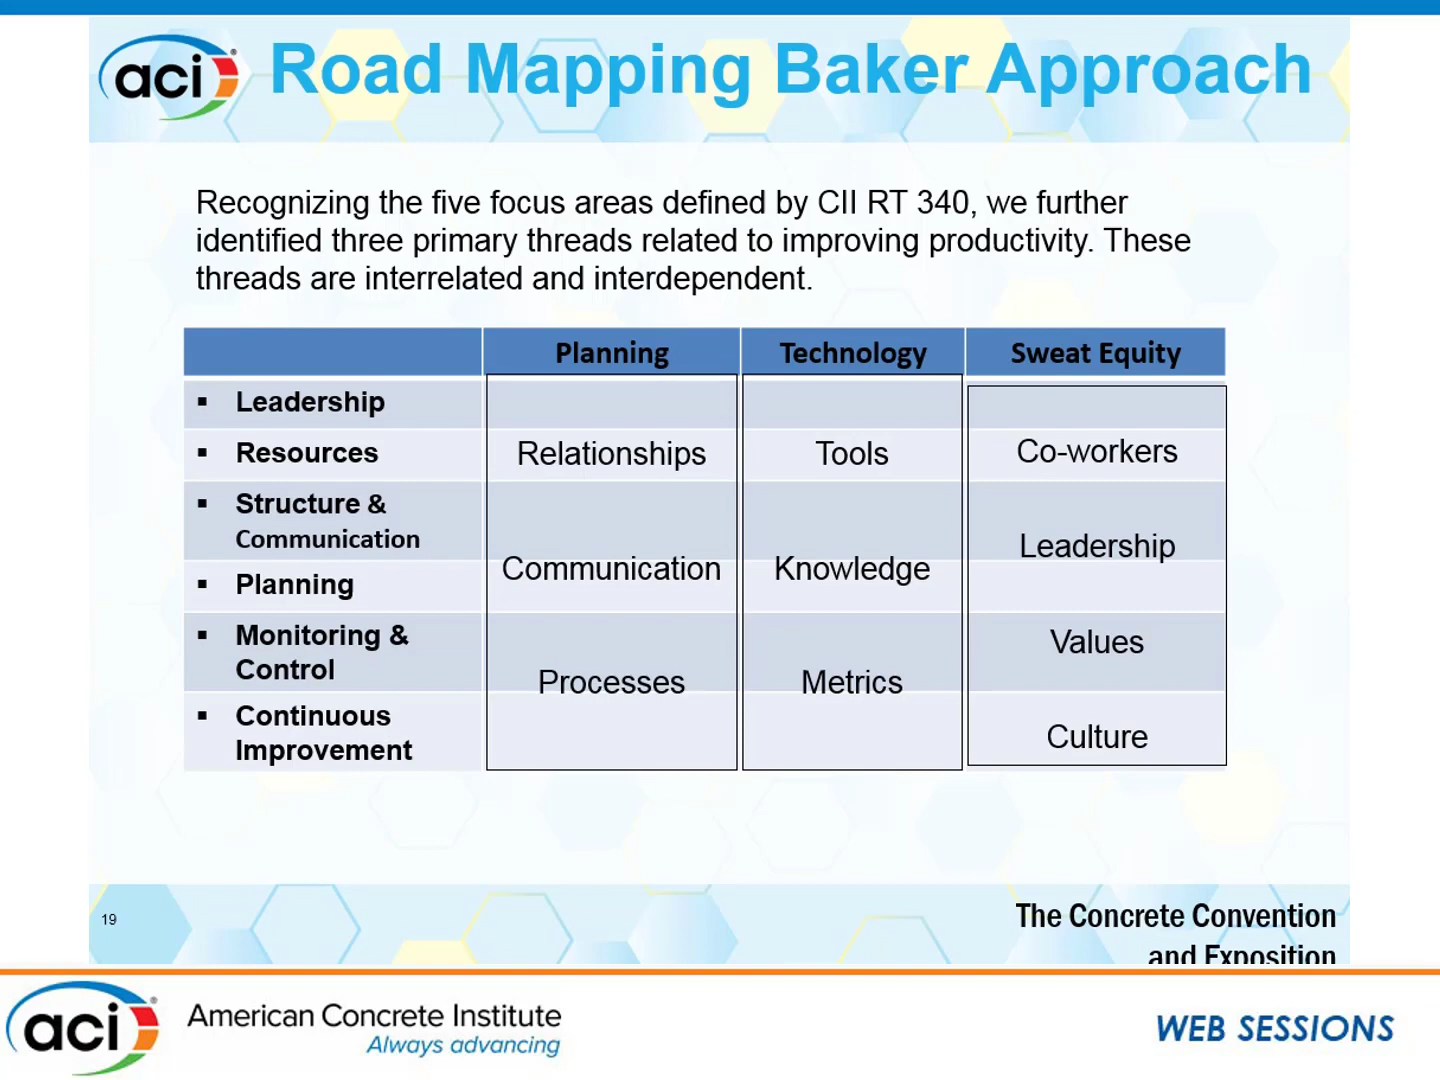 aci®
Road Mapping Baker Approach
Recognizing the five focus areas defined by CII RT 340, we further
identified three primary threads related to improving productivity. These
threads are interrelated and interdependent.
Planning Technology Sweat Equity
▪ Leadership
▪ Resources Relationships Tools Co-workers
▪ Structure &
Communication
Communication Knowledge Leadership
▪ Planning
▪ Monitoring &
Control
Processes Metrics Values
▪ Continuous
Improvement
Culture
19
The Concrete Convention
and Exposition
aci®
American Concrete Institute
Always advancing
WEB SESSIONS